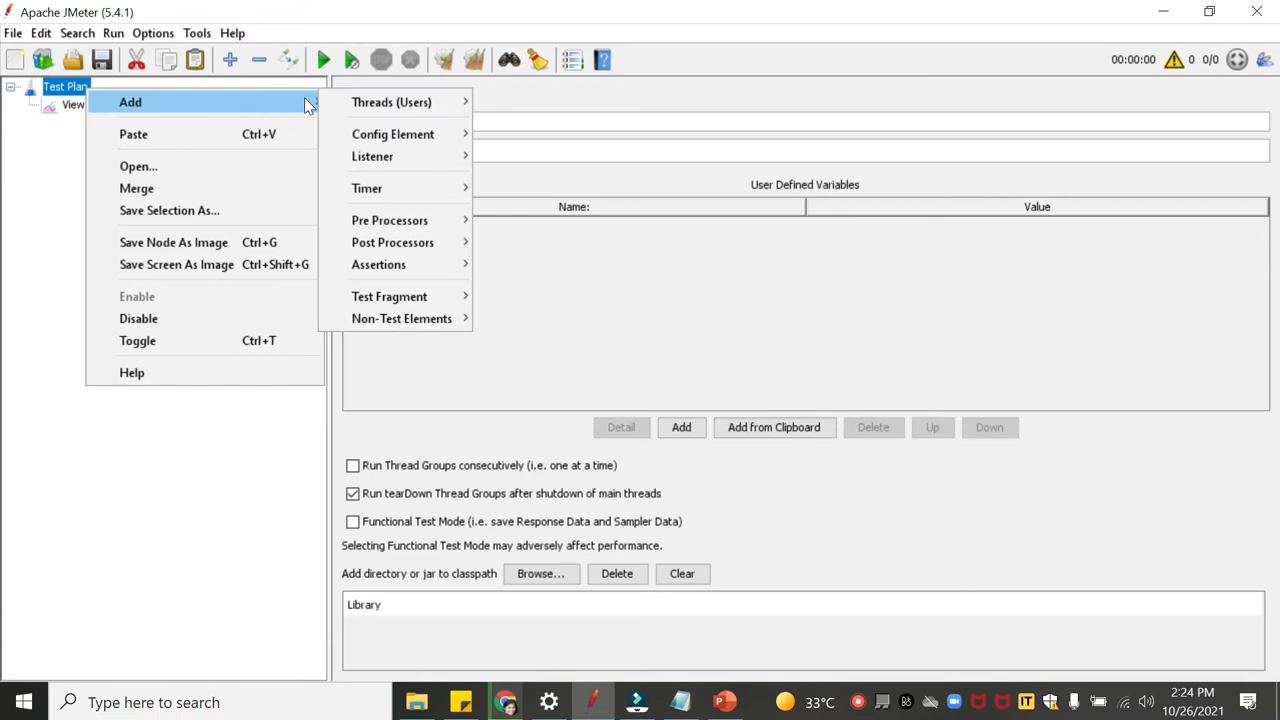 Apache JMeter (5.4.1)
File Edit Search Run Options Tools Help
00:00:00 0 0/0
Test Plan
View
Add
Paste Ctrl+V
Open...
Merge
Save Selection As...
Save Node As Image Ctrl+G
Save Screen As Image Ctrl+Shift+G
Enable
Disable
Toggle Ctrl+T
Help
Threads (Users)
Config Element
Listener
Timer
Pre Processors
Post Processors
Assertions
Test Fragment
Non-Test Elements
User Defined Variables
Name: Value
Detail Add Add from Clipboard Delete Up Down
Run Thread Groups consecutively (i.e. one at a time)
Run tearDown Thread Groups after shutdown of main threads
Functional Test Mode (i.e. save Response Data and Sampler Data)
Selecting Functional Test Mode may adversely affect performance.
Add directory or jar to classpath Browse... Delete Clear
Library
Type here to search
33°C
IT
2:24 PM
10/26/2021